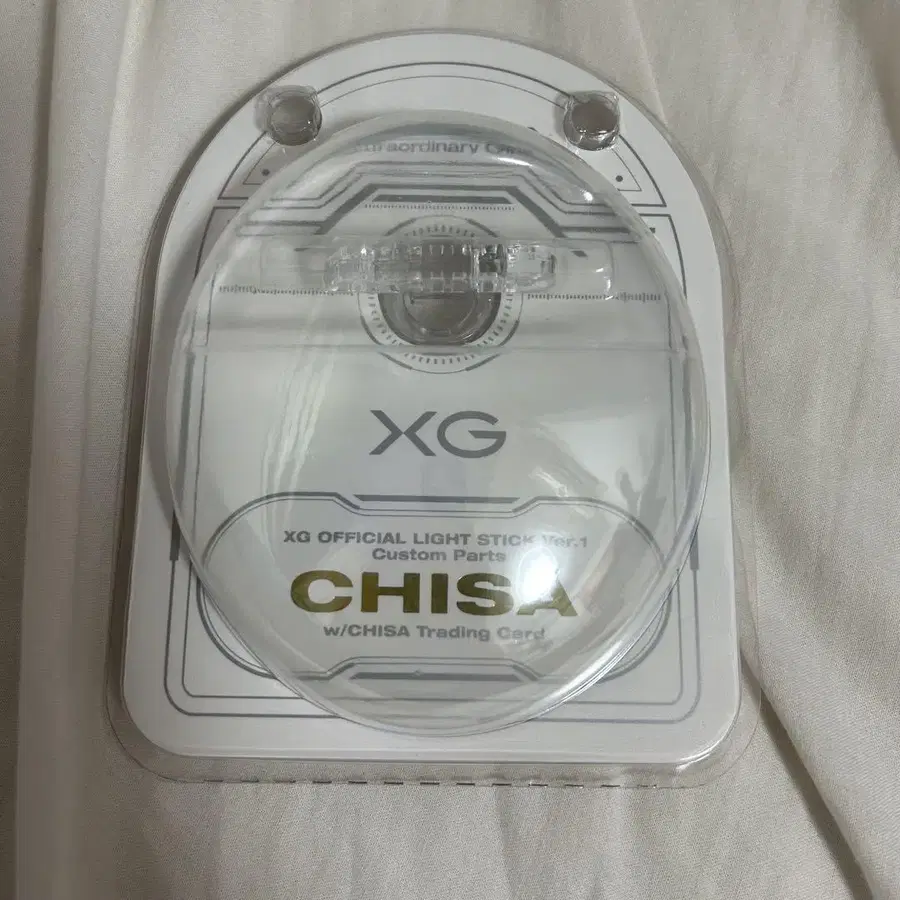 XG
XG OFFICIAL LIGHT STICK Ver.1
Custom Parts
CHISA
w/CHISA Trading Card